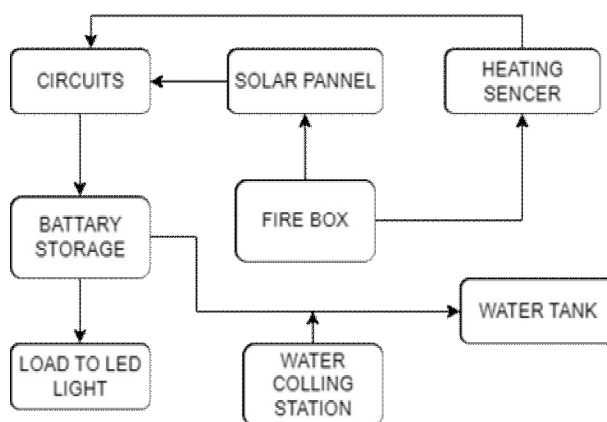 CIRCUITS
SOLAR PANNEL
HEATING
SENCER
BATTARY
STORAGE
FIRE BOX
WATER TANK
LOAD TO LED
LIGHT
WATER
COLLING
STATION